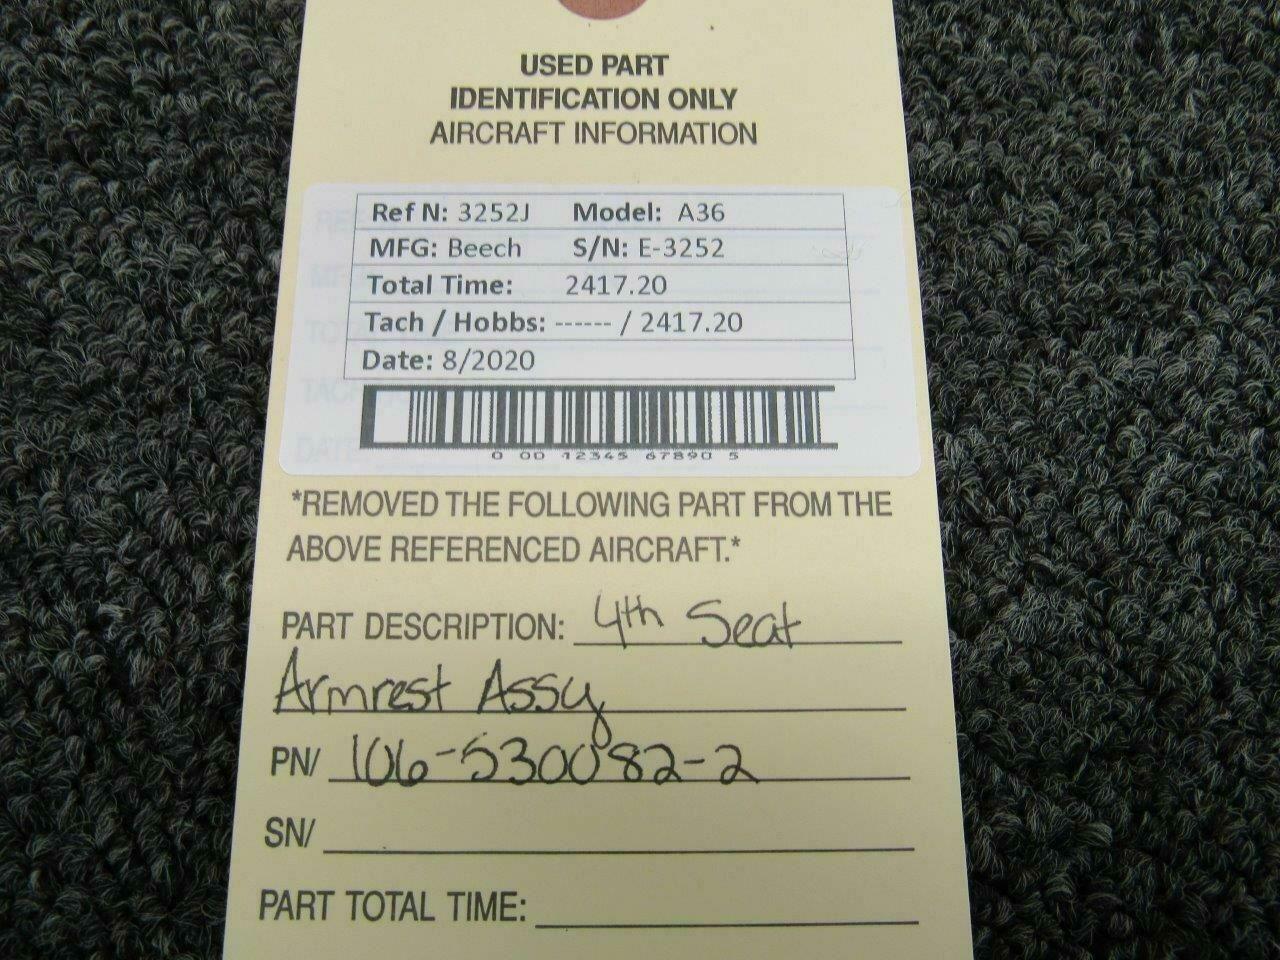 USED PART
IDENTIFICATION ONLY
AIRCRAFT INFORMATION
Ref N: 3252J Model: A36
MFG: Beech S/N: E-3252
Total Time: 2417.20
Tach / Hobbs: ------ / 2417.20
Date: 8/2020
0 00 12345 67890 5
*REMOVED THE FOLLOWING PART FROM THE
ABOVE REFERENCED AIRCRAFT.*
PART DESCRIPTION: 4th Seat
Armrest Assy
PN/ 106-530082-2
SN/
PART TOTAL TIME: